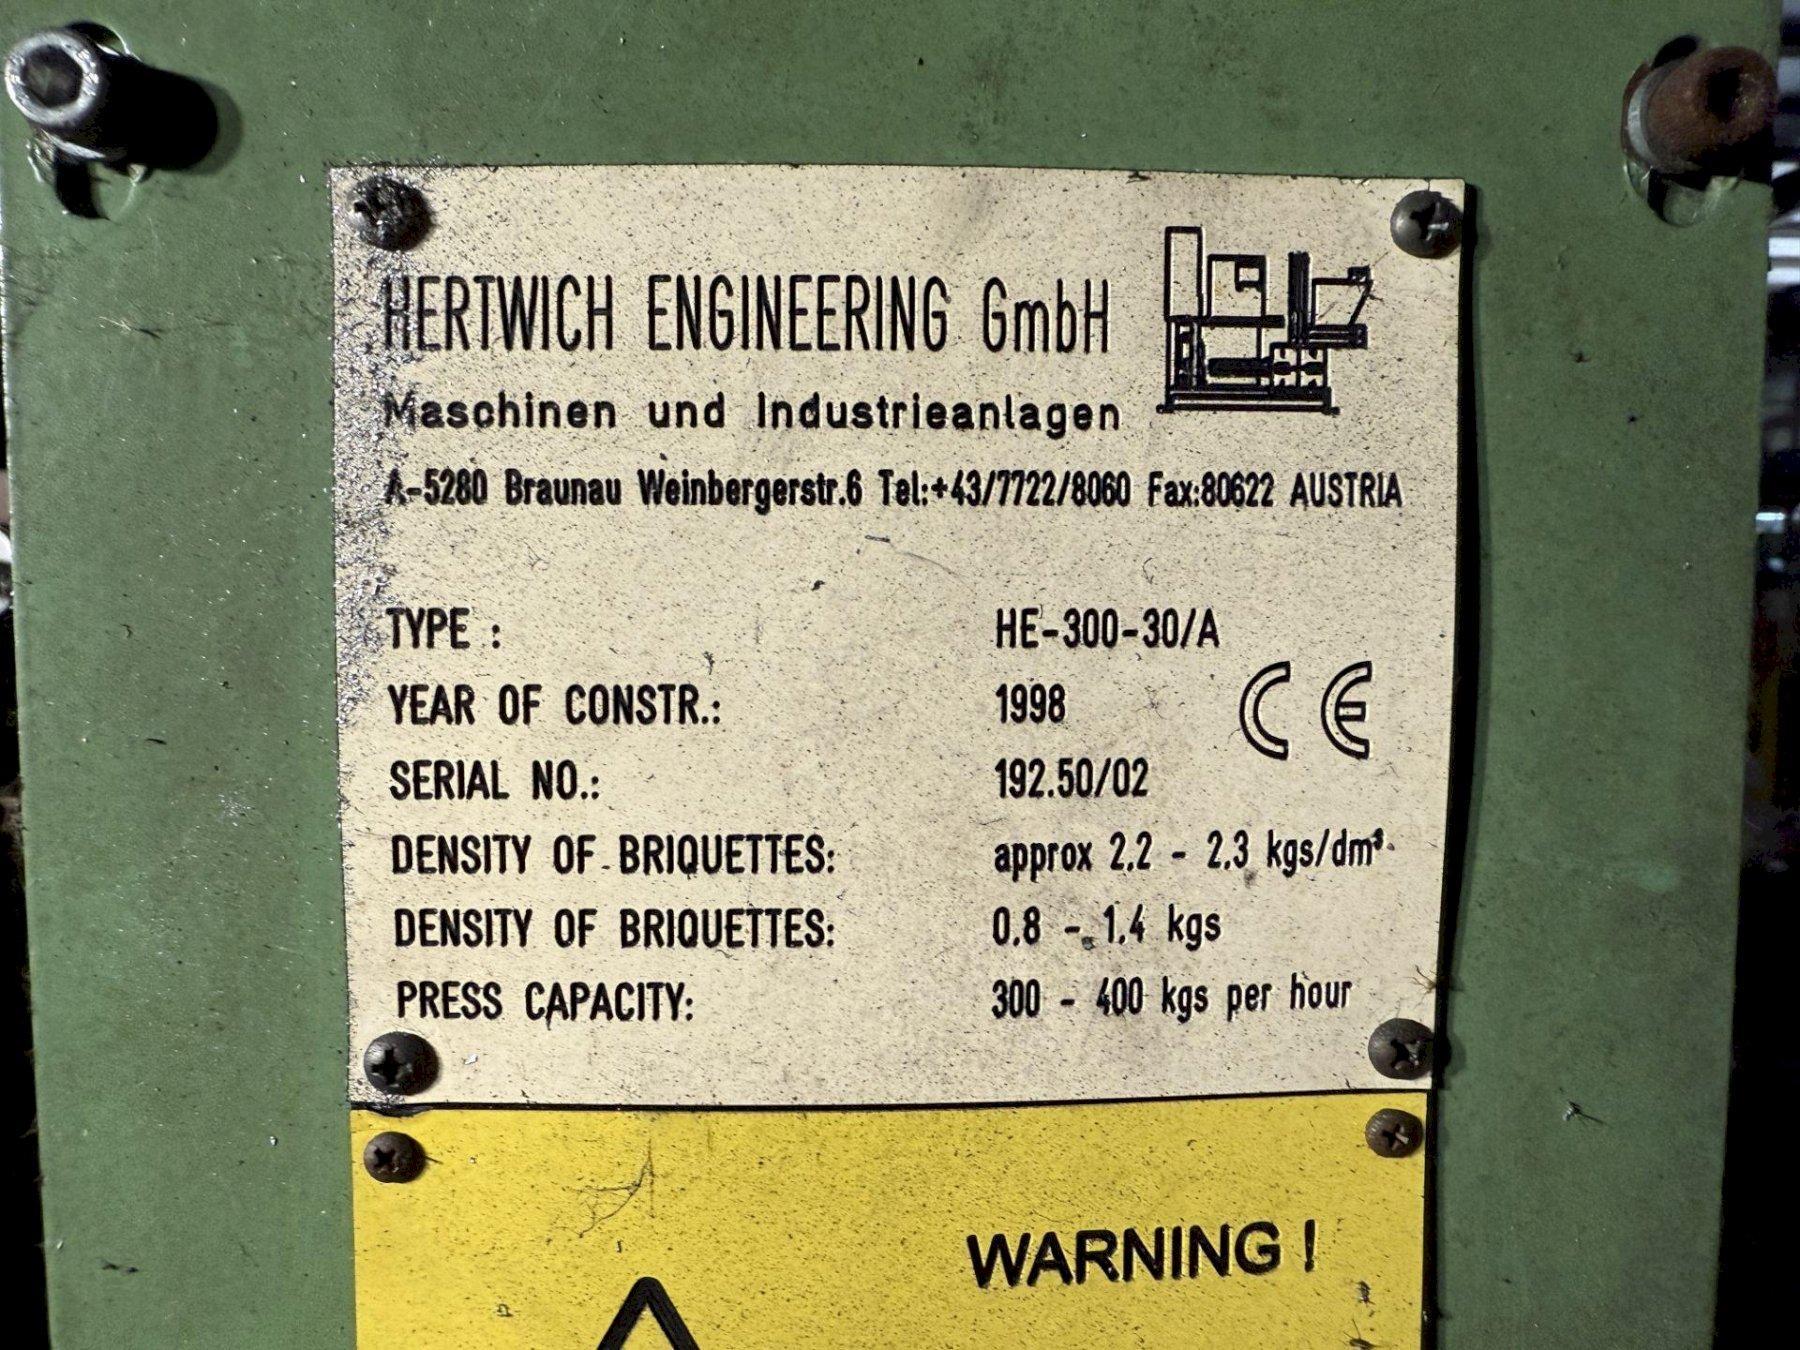 HERTWICH ENGINEERING GmbH
Maschinen und Industrieanlagen
A-5280 Braunau Weinbergerstr.6 Tel:+43/7722/8060 Fax:80622 AUSTRIA
TYPE : HE-300-30/A
YEAR OF CONSTR.: 1998 CE
SERIAL NO.: 192.50/02
DENSITY OF BRIQUETTES: approx 2.2 - 2.3 kgs/dm³
DENSITY OF BRIQUETTES: 0.8 - 1.4 kgs
PRESS CAPACITY: 300 - 400 kgs per hour
WARNING !